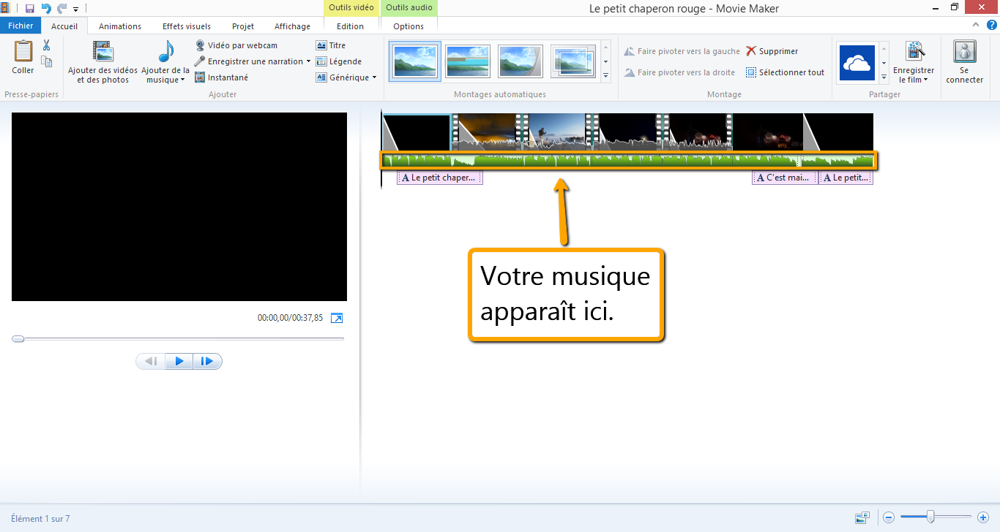 Outils vidéo Outils audio Le petit chaperon rouge - Movie Maker
Fichier Accueil Animations Effets visuels Projet Affichage Edition Options
Coller
Presse-papiers
Ajouter des vidéos
et des photos
Ajouter de la
musique
Vidéo par webcam
Enregistrer une narration
Instantané
Titre
Légende
Générique
Ajouter
Montages automatiques
Faire pivoter vers la gauche
Faire pivoter vers la droite
Supprimer
Sélectionner tout
Montage
Enregistrer
le film
Partager
Se
connecter
A Le petit chaper... A C'est mai... A Le petit...
Votre musique
apparaît ici.
00:00,00/00:37,85
Élément 1 sur 7